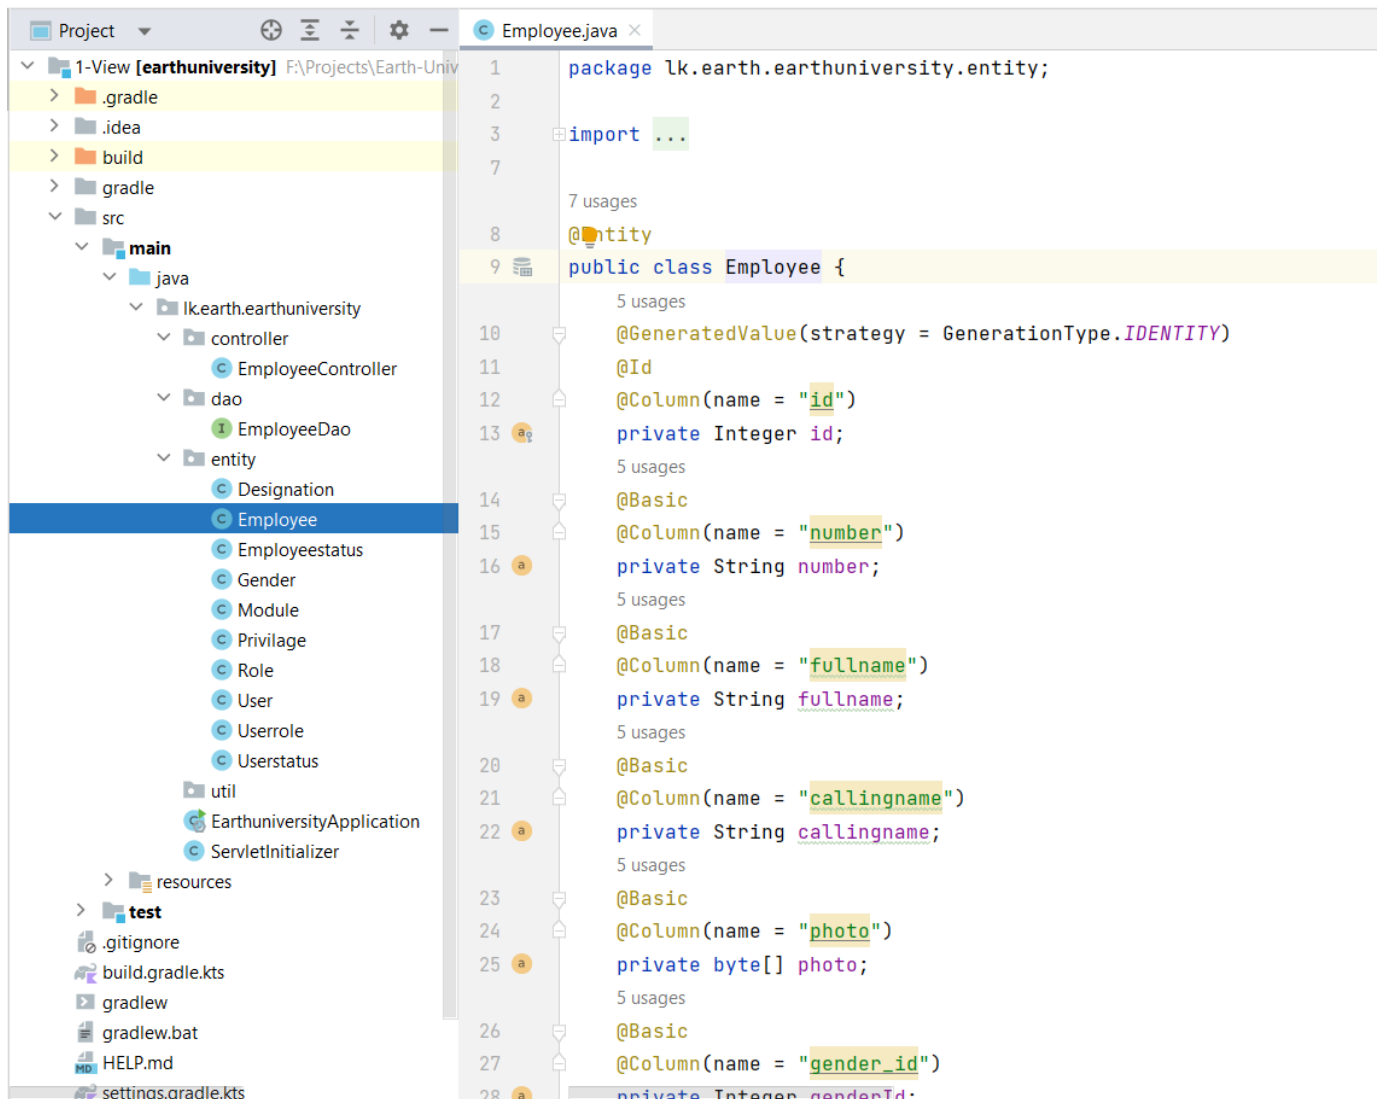 Project
Employee.java
1-View [earthuniversity] F:\Projects\Earth-Univ
.gradle
.idea
build
gradle
src
main
java
lk.earth.earthuniversity
controller
EmployeeController
dao
EmployeeDao
entity
Designation
Employee
Employeestatus
Gender
Module
Privilage
Role
User
Userrole
Userstatus
util
EarthuniversityApplication
ServletInitializer
resources
test
.gitignore
build.gradle.kts
gradlew
gradlew.bat
HELP.md
settings.gradle.kts
1 package lk.earth.earthuniversity.entity;
2
3 import ...
7
7 usages
8 @Entity
9 public class Employee {
5 usages
10 @GeneratedValue(strategy = GenerationType.IDENTITY)
11 @Id
12 @Column(name = "id")
13 private Integer id;
5 usages
14 @Basic
15 @Column(name = "number")
16 private String number;
5 usages
17 @Basic
18 @Column(name = "fullname")
19 private String fullname;
5 usages
20 @Basic
21 @Column(name = "callingname")
22 private String callingname;
5 usages
23 @Basic
24 @Column(name = "photo")
25 private byte[] photo;
5 usages
26 @Basic
27 @Column(name = "gender_id")
28 private Integer genderId;